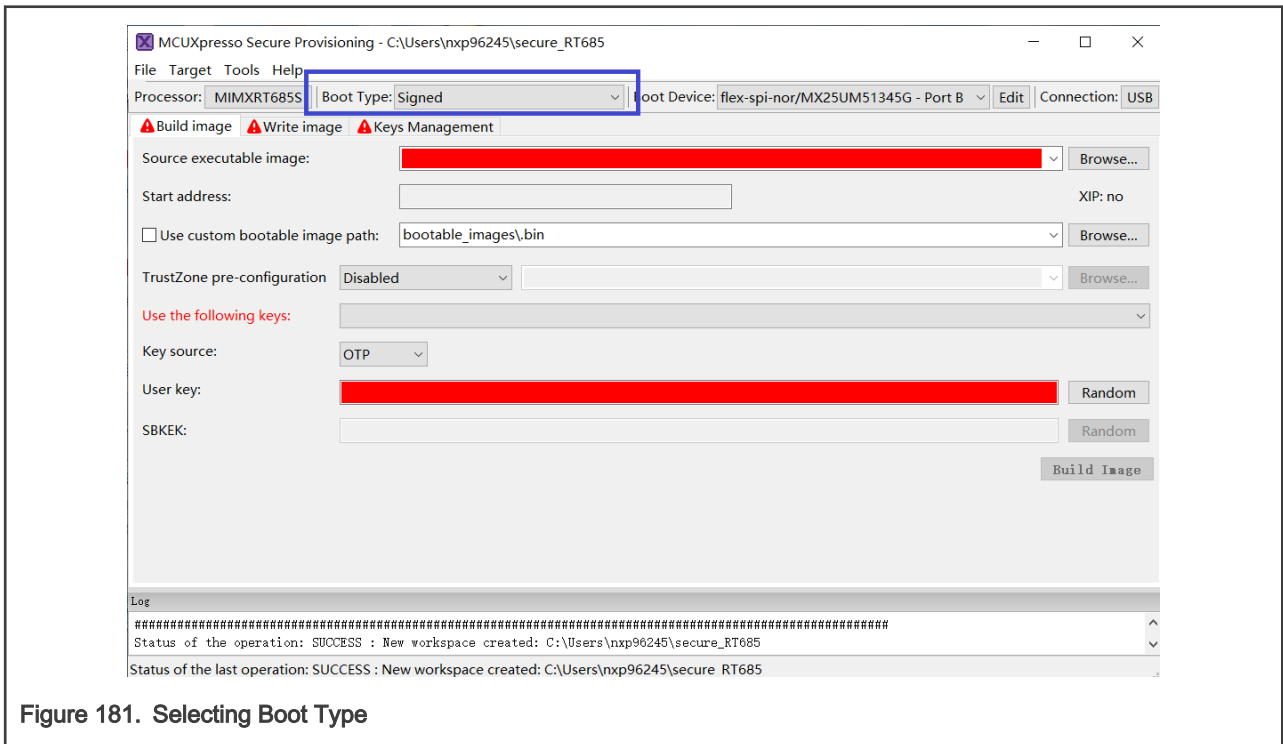 MCUXpresso Secure Provisioning - C:\Users\nxp96245\secure_RT685
File Target Tools Help
Processor: MIMXRT685S Boot Type: Signed Boot Device: flex-spi-nor/MX25UM51345G - Port B Edit Connection: USB
Build image Write image Keys Management
Source executable image: Browse...
Start address: XIP: no
Use custom bootable image path: bootable_images\.bin Browse...
TrustZone pre-configuration Disabled Browse...
Use the following keys:
Key source: OTP
User key: Random
SBKEK: Random
Build Image
Log
####################################################################################################
Status of the operation: SUCCESS : New workspace created: C:\Users\nxp96245\secure_RT685
Status of the last operation: SUCCESS : New workspace created: C:\Users\nxp96245\secure_RT685
Figure 181. Selecting Boot Type